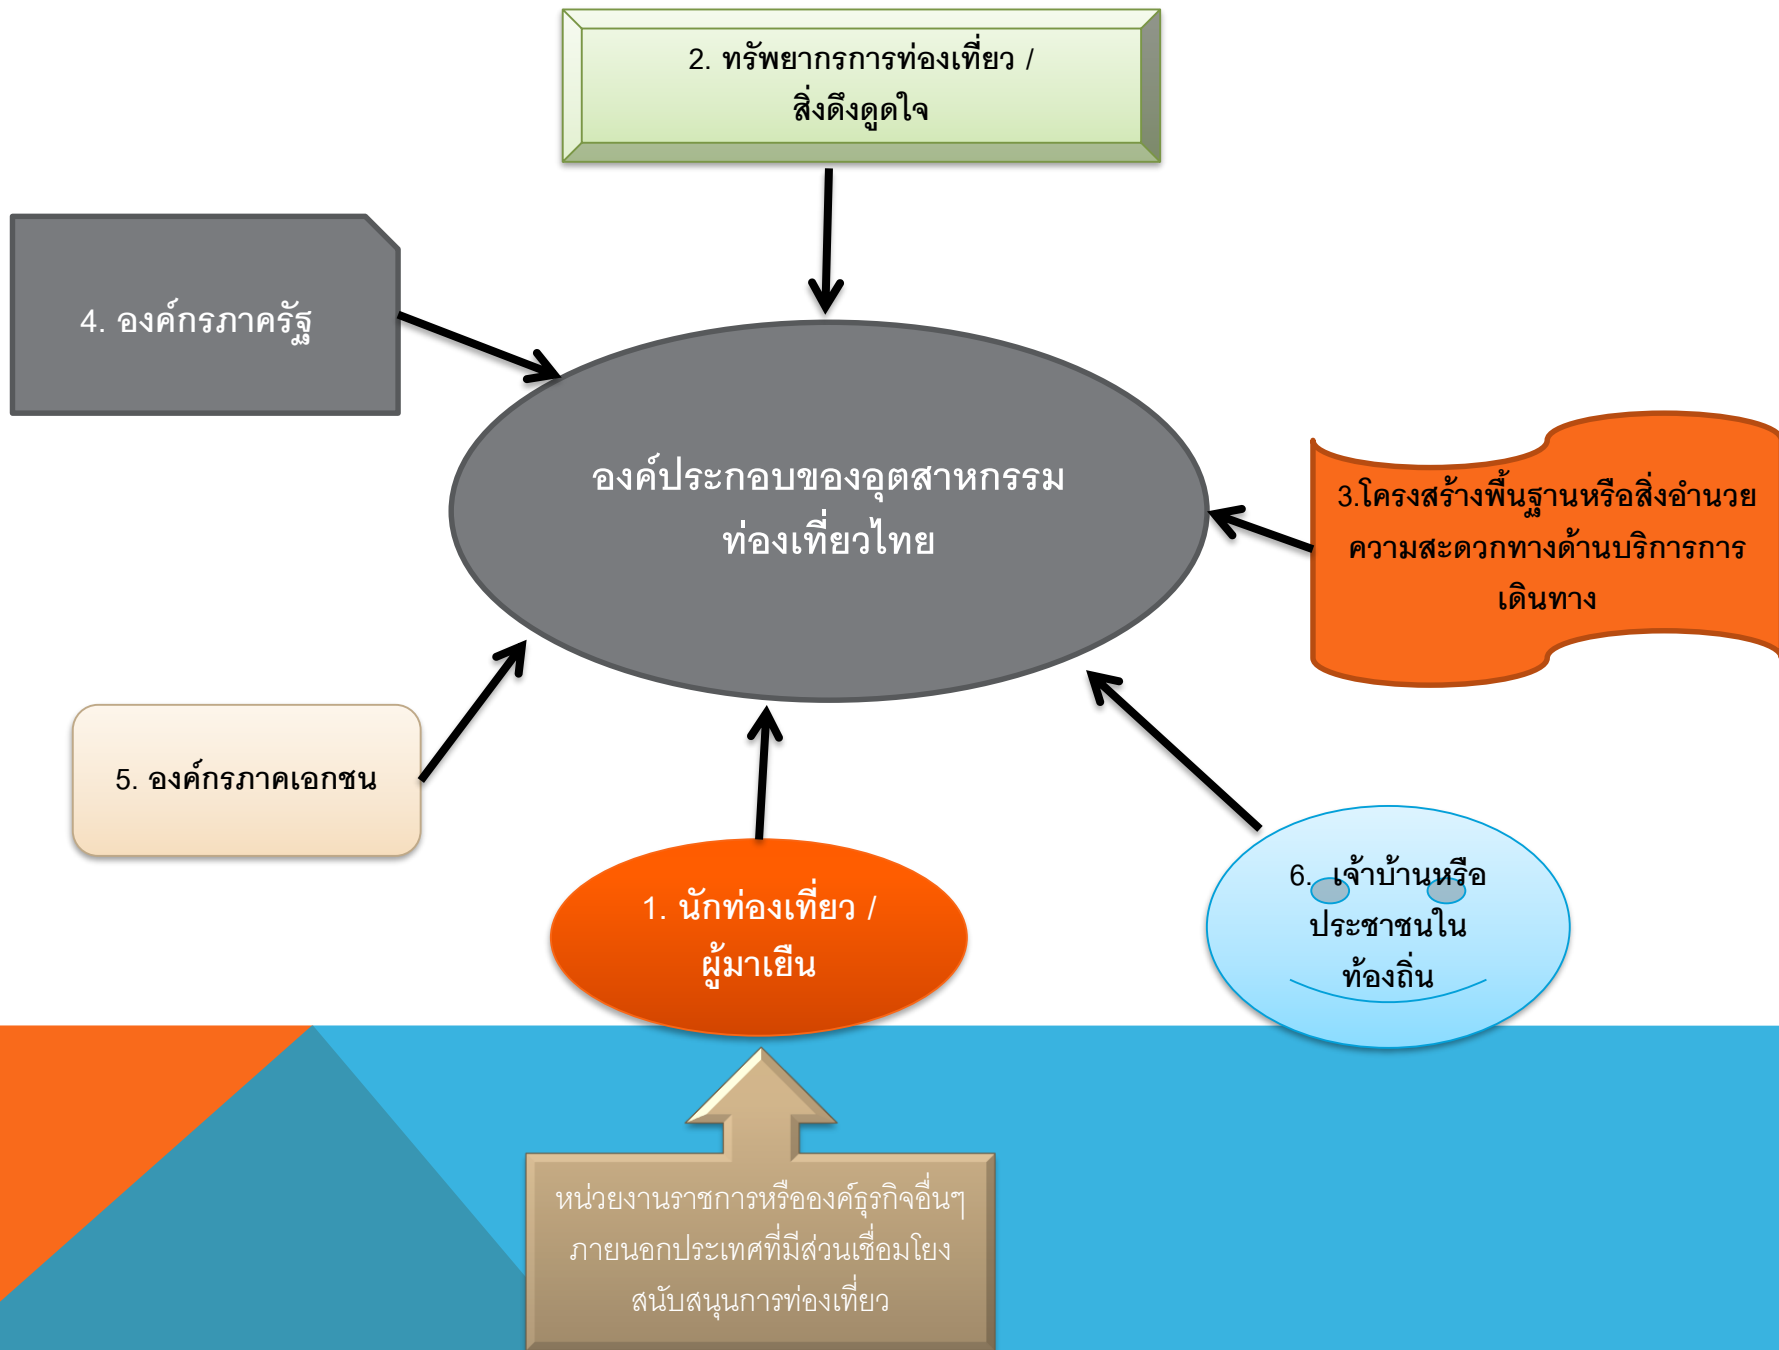 2. ทรัพยากรการท่องเที่ยว /
สิ่งดึงดูดใจ
4. องค์กรภาครัฐ
องค์ประกอบของอุตสาหกรรม
ท่องเที่ยวไทย
3.โครงสร้างพื้นฐานหรือสิ่งอำนวย
ความสะดวกทางด้านบริการการ
เดินทาง
5. องค์กรภาคเอกชน
1. นักท่องเที่ยว /
ผู้มาเยือน
6. เจ้าบ้านหรือ
ประชาชนใน
ท้องถิ่น
หน่วยงานราชการหรือองค์ธุรกิจอื่นๆ
ภายนอกประเทศที่มีส่วนเชื่อมโยง
สนับสนุนการท่องเที่ยว